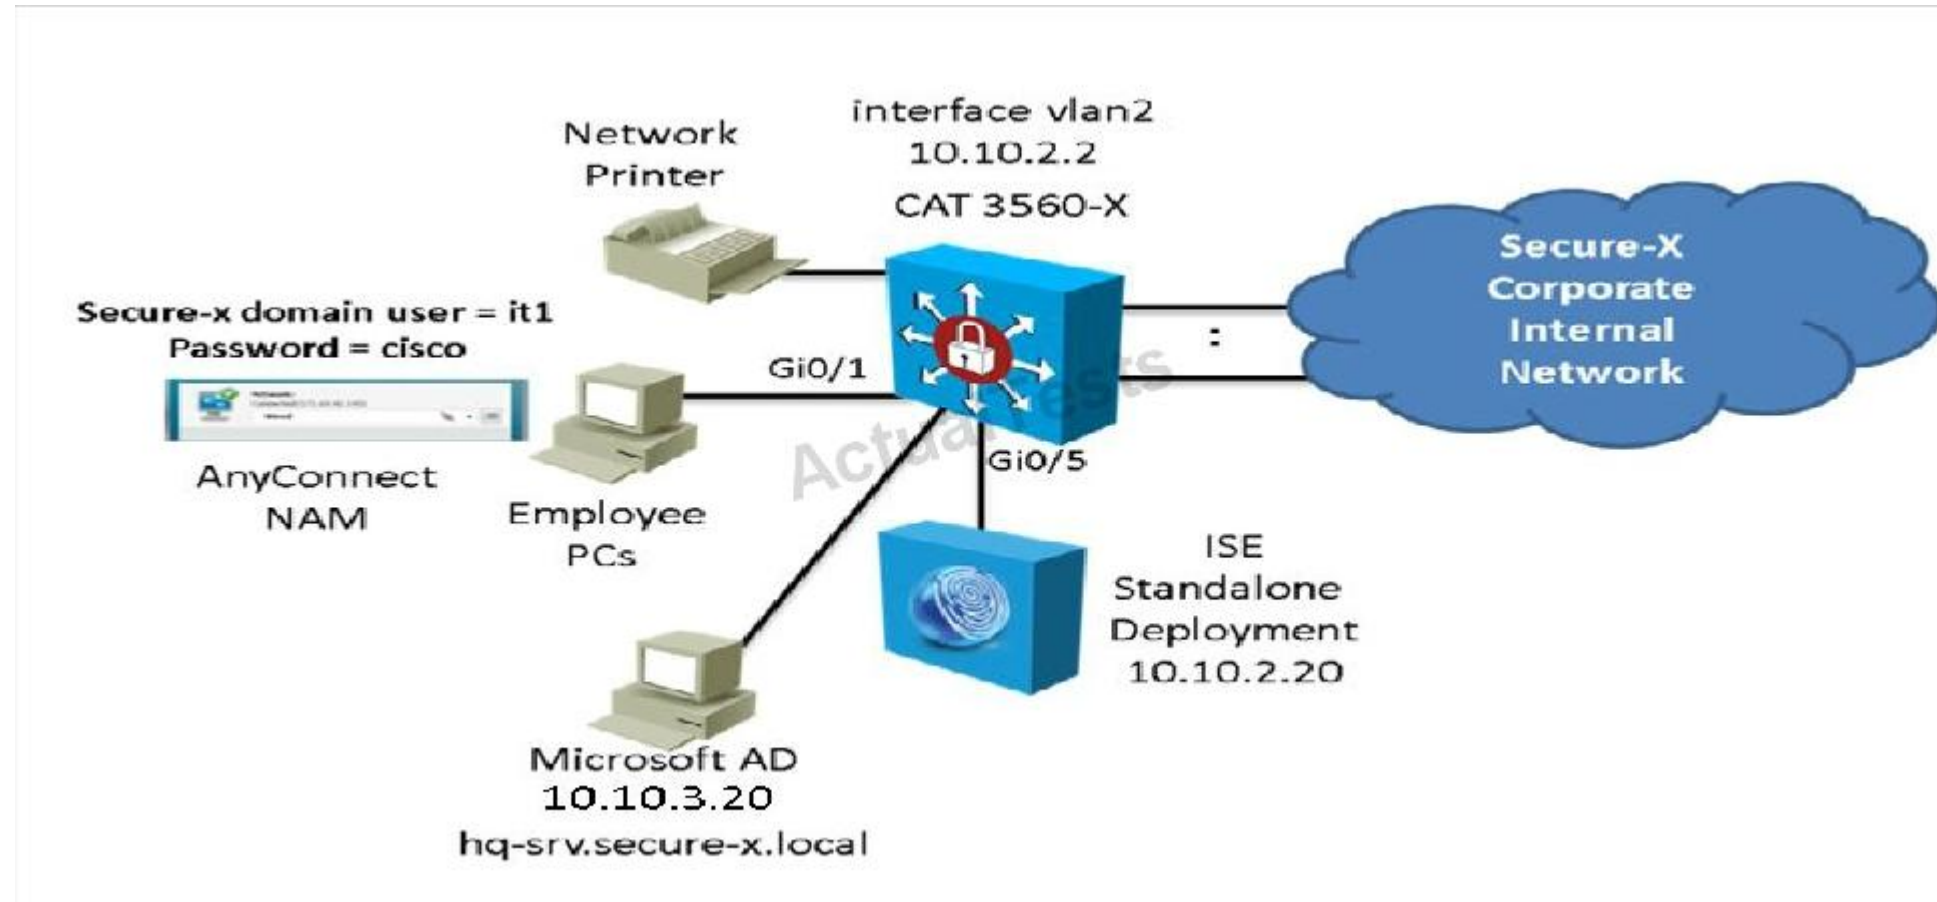 Network
Printer
interface vlan2
10.10.2.2
CAT 3560-X
Secure-X
Corporate
Internal
Network
:
Secure-x domain user = it1
Password = cisco
Gi0/1
AnyConnect
NAM
Employee
PCs
ActualTests
Gi0/5
ISE
Standalone
Deployment
10.10.2.20
Microsoft AD
10.10.3.20
hq-srv.secure-x.local